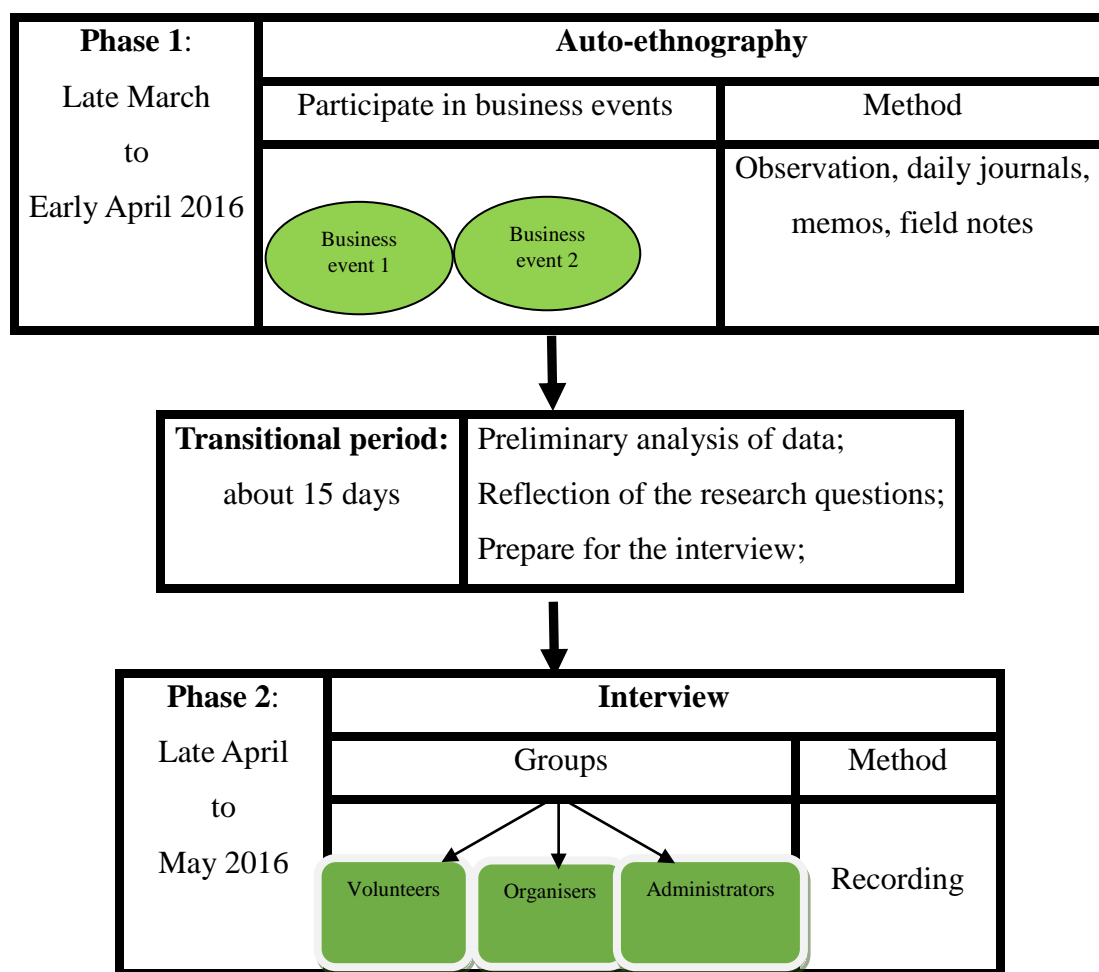 Phase 1:
Late March
to
Early April 2016
Auto-ethnography
Participate in business events
Method
Business
event 1
Business
event 2
Observation, daily journals,
memos, field notes
Transitional period:
about 15 days
Preliminary analysis of data;
Reflection of the research questions;
Prepare for the interview;
Phase 2:
Late April
to
May 2016
Interview
Groups
Method
Volunteers
Organisers
Administrators
Recording